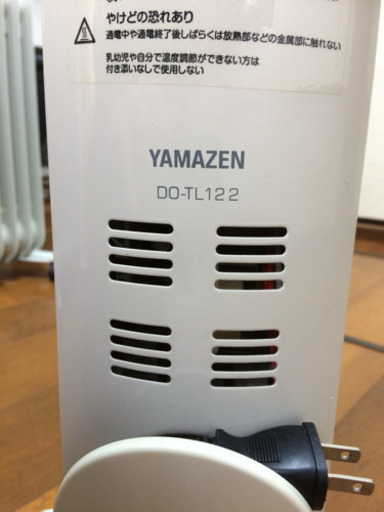 やけどの恐れあり
通電中や通電終了後しばらくは放熱部などの金属部に触れない
乳幼児や自分で温度調節ができない方は
付き添いなしで使用しない
YAMAZEN
DO-TL122